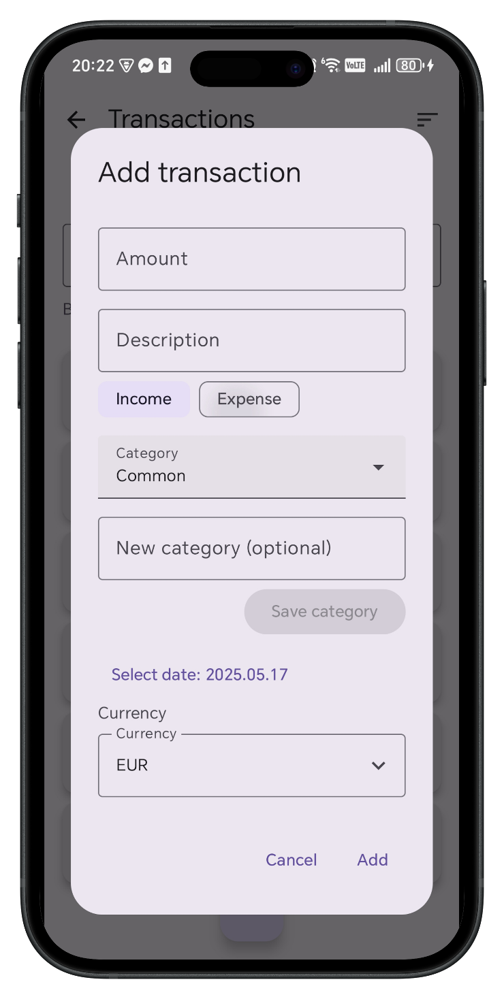 20:22 6 VoLTE 80
Transactions
Add transaction
Amount
B
Description
Income Expense
Category
Common
New category (optional)
Save category
Select date: 2025.05.17
Currency
Currency
EUR
Cancel Add